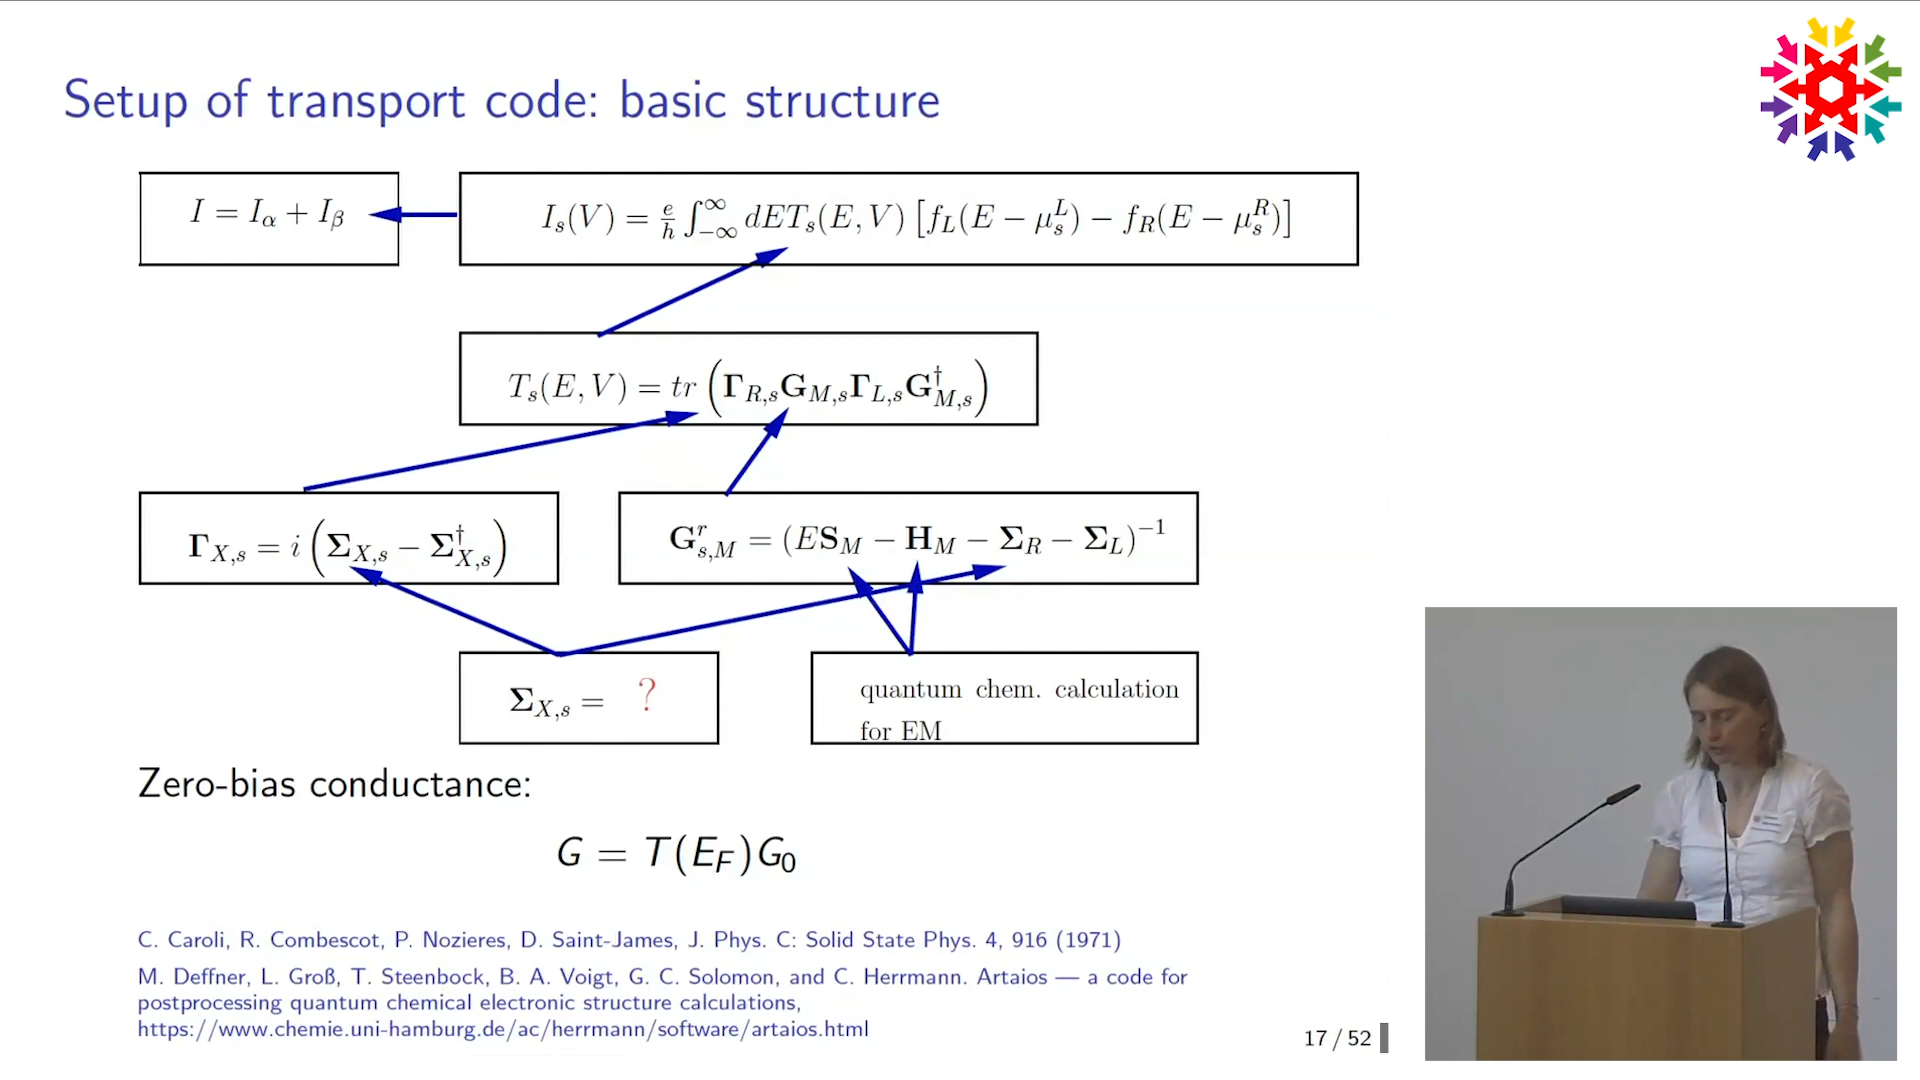 Setup of transport code: basic structure
I = I_α + I_β
I_s(V) = \frac{e}{h} ∫_{-∞}^{∞} dET_s(E, V) [f_L(E − μ_s^L) − f_R(E − μ_s^R)]
T_s(E, V) = tr (Γ_{R,s}G_{M,s}Γ_{L,s}G_{M,s}^†)
Γ_{X,s} = i (Σ_{X,s} − Σ_{X,s}^†)
G_{s,M}^r = (ES_M − H_M − Σ_R − Σ_L)^{−1}
Σ_{X,s} = ?
quantum chem. calculation
for EM
Zero-bias conductance:
G = T(E_F)G_0
C. Caroli, R. Combescot, P. Nozieres, D. Saint-James, J. Phys. C: Solid State Phys. 4, 916 (1971)
M. Deffner, L. Groß, T. Steenbock, B. A. Voigt, G. C. Solomon, and C. Herrmann. Artaios — a code for
postprocessing quantum chemical electronic structure calculations,
https://www.chemie.uni-hamburg.de/ac/herrmann/software/artaios.html
17 / 52